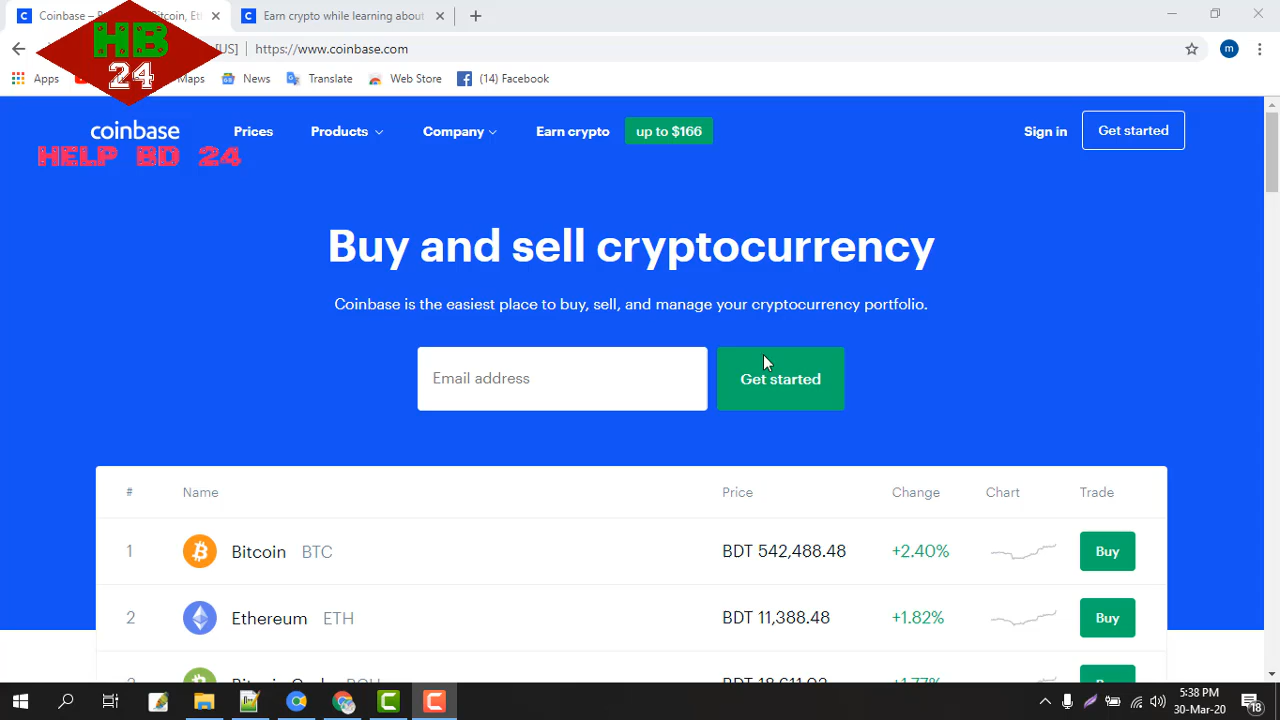 Coinbase –
Earn crypto while learning about
HB
24
[US] https://www.coinbase.com
m
Apps
Maps
News
Translate
Web Store
(14) Facebook
coinbase
Prices
Products
Company
Earn crypto
up to $166
Sign in
Get started
HELP BD 24
Buy and sell cryptocurrency
Coinbase is the easiest place to buy, sell, and manage your cryptocurrency portfolio.
Email address
Get started
# Name Price Change Chart Trade
1 Bitcoin BTC BDT 542,488.48 +2.40% Buy
2 Ethereum ETH BDT 11,388.48 +1.82% Buy
5:38 PM
30-Mar-20
18